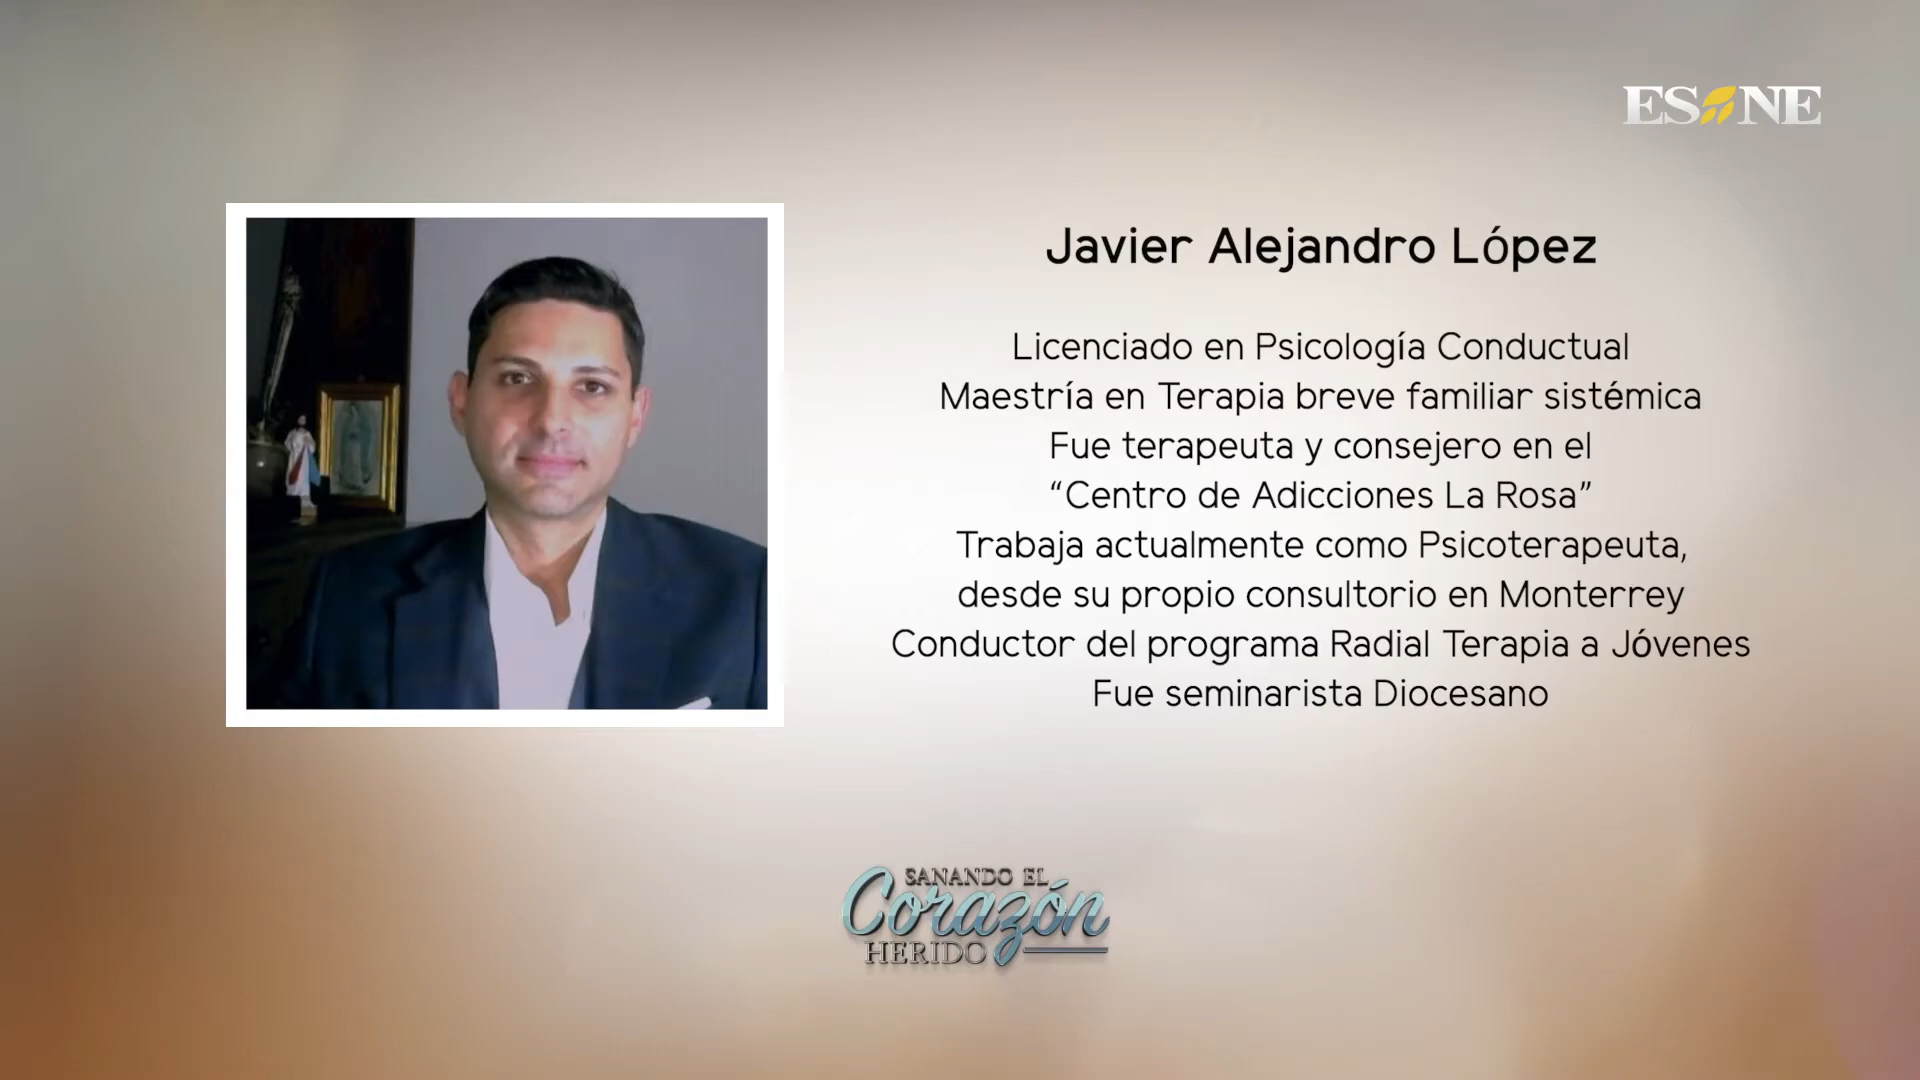 ESNE
Javier Alejandro López
Licenciado en Psicología Conductual
Maestría en Terapia breve familiar sistémica
Fue terapeuta y consejero en el
“Centro de Adicciones La Rosa”
Trabaja actualmente como Psicoterapeuta,
desde su propio consultorio en Monterrey
Conductor del programa Radial Terapia a Jóvenes
Fue seminarista Diocesano
SANANDO EL
Corazón
HERIDO